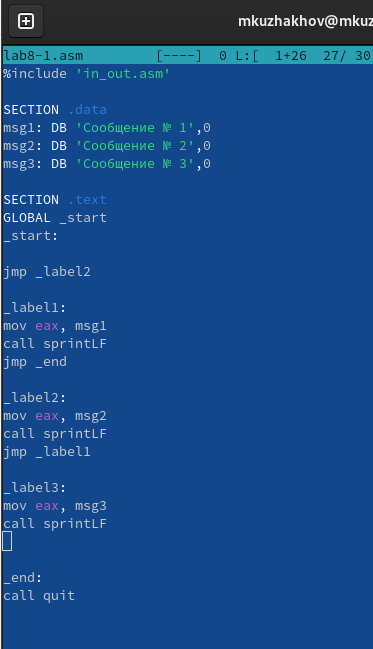 mkuzhakhov@mkuz
lab8-1.asm [----] 0 L:[ 1+26 27/ 30
%include 'in_out.asm'
SECTION .data
msg1: DB 'Сообщение № 1',0
msg2: DB 'Сообщение № 2',0
msg3: DB 'Сообщение № 3',0
SECTION .text
GLOBAL _start
_start:
jmp _label2
_label1:
mov eax, msg1
call sprintLF
jmp _end
_label2:
mov eax, msg2
call sprintLF
jmp _label1
_label3:
mov eax, msg3
call sprintLF
_end:
call quit